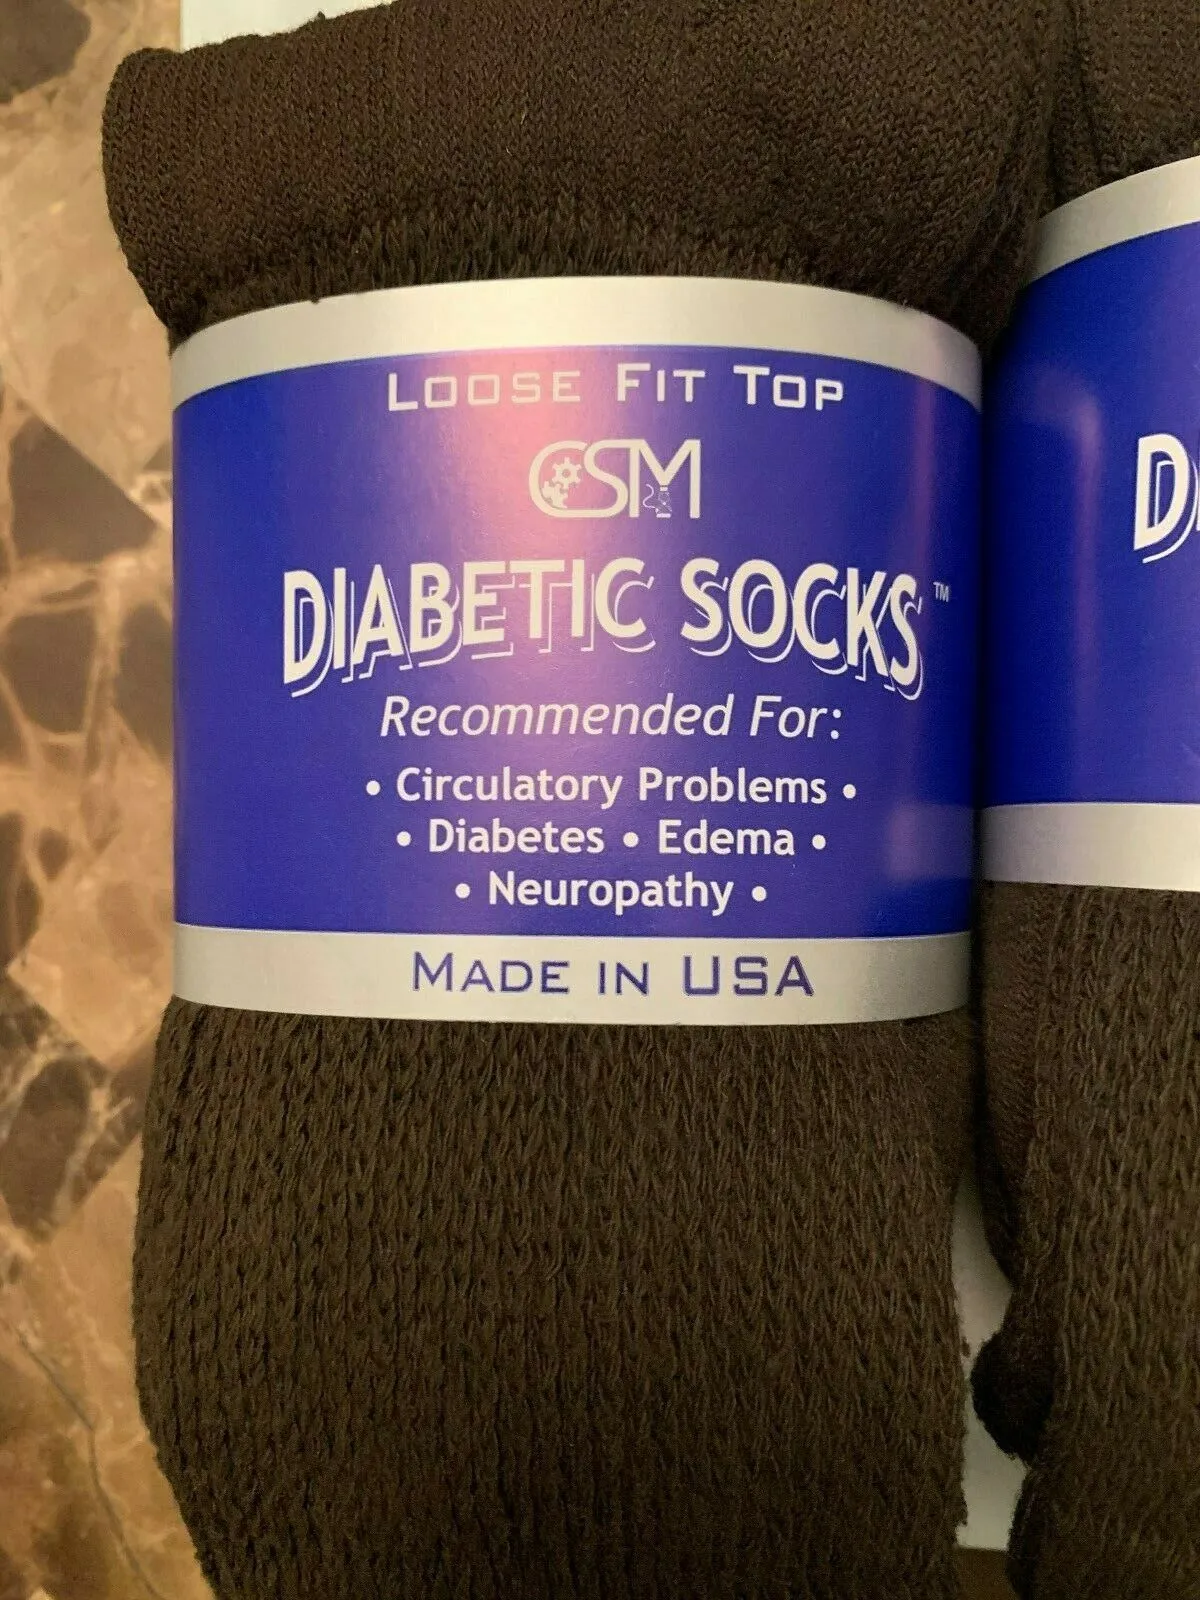 Loose Fit Top
CSM
DIABETIC SOCKS™
Recommended For:
• Circulatory Problems •
• Diabetes • Edema •
• Neuropathy •
Made in USA
D